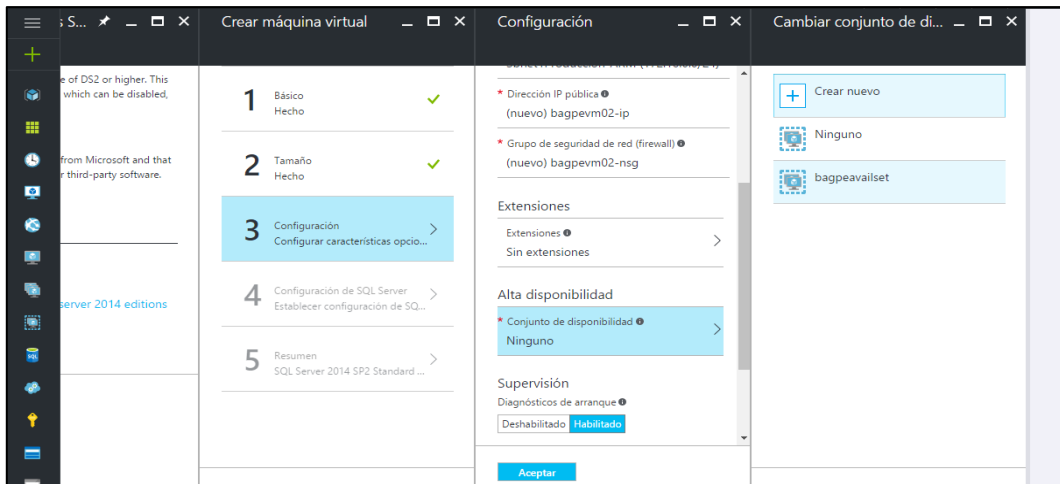 s S...
e of DS2 or higher. This
which can be disabled,
from Microsoft and that
r third-party software.
server 2014 editions
SQL
Crear máquina virtual
1 Básico
Hecho
2 Tamaño
Hecho
3 Configuración
Configurar características opcio...
4 Configuración de SQL Server
Establecer configuración de SQ...
5 Resumen
SQL Server 2014 SP2 Standard ...
Configuración
* Dirección IP pública
(nuevo) bagpevm02-ip
* Grupo de seguridad de red (firewall)
(nuevo) bagpevm02-nsg
Extensiones
Extensiones
Sin extensiones
Alta disponibilidad
* Conjunto de disponibilidad
Ninguno
Supervisión
Diagnósticos de arranque
Deshabilitado Habilitado
Aceptar
Cambiar conjunto de di...
Crear nuevo
Ninguno
bagpeavailset